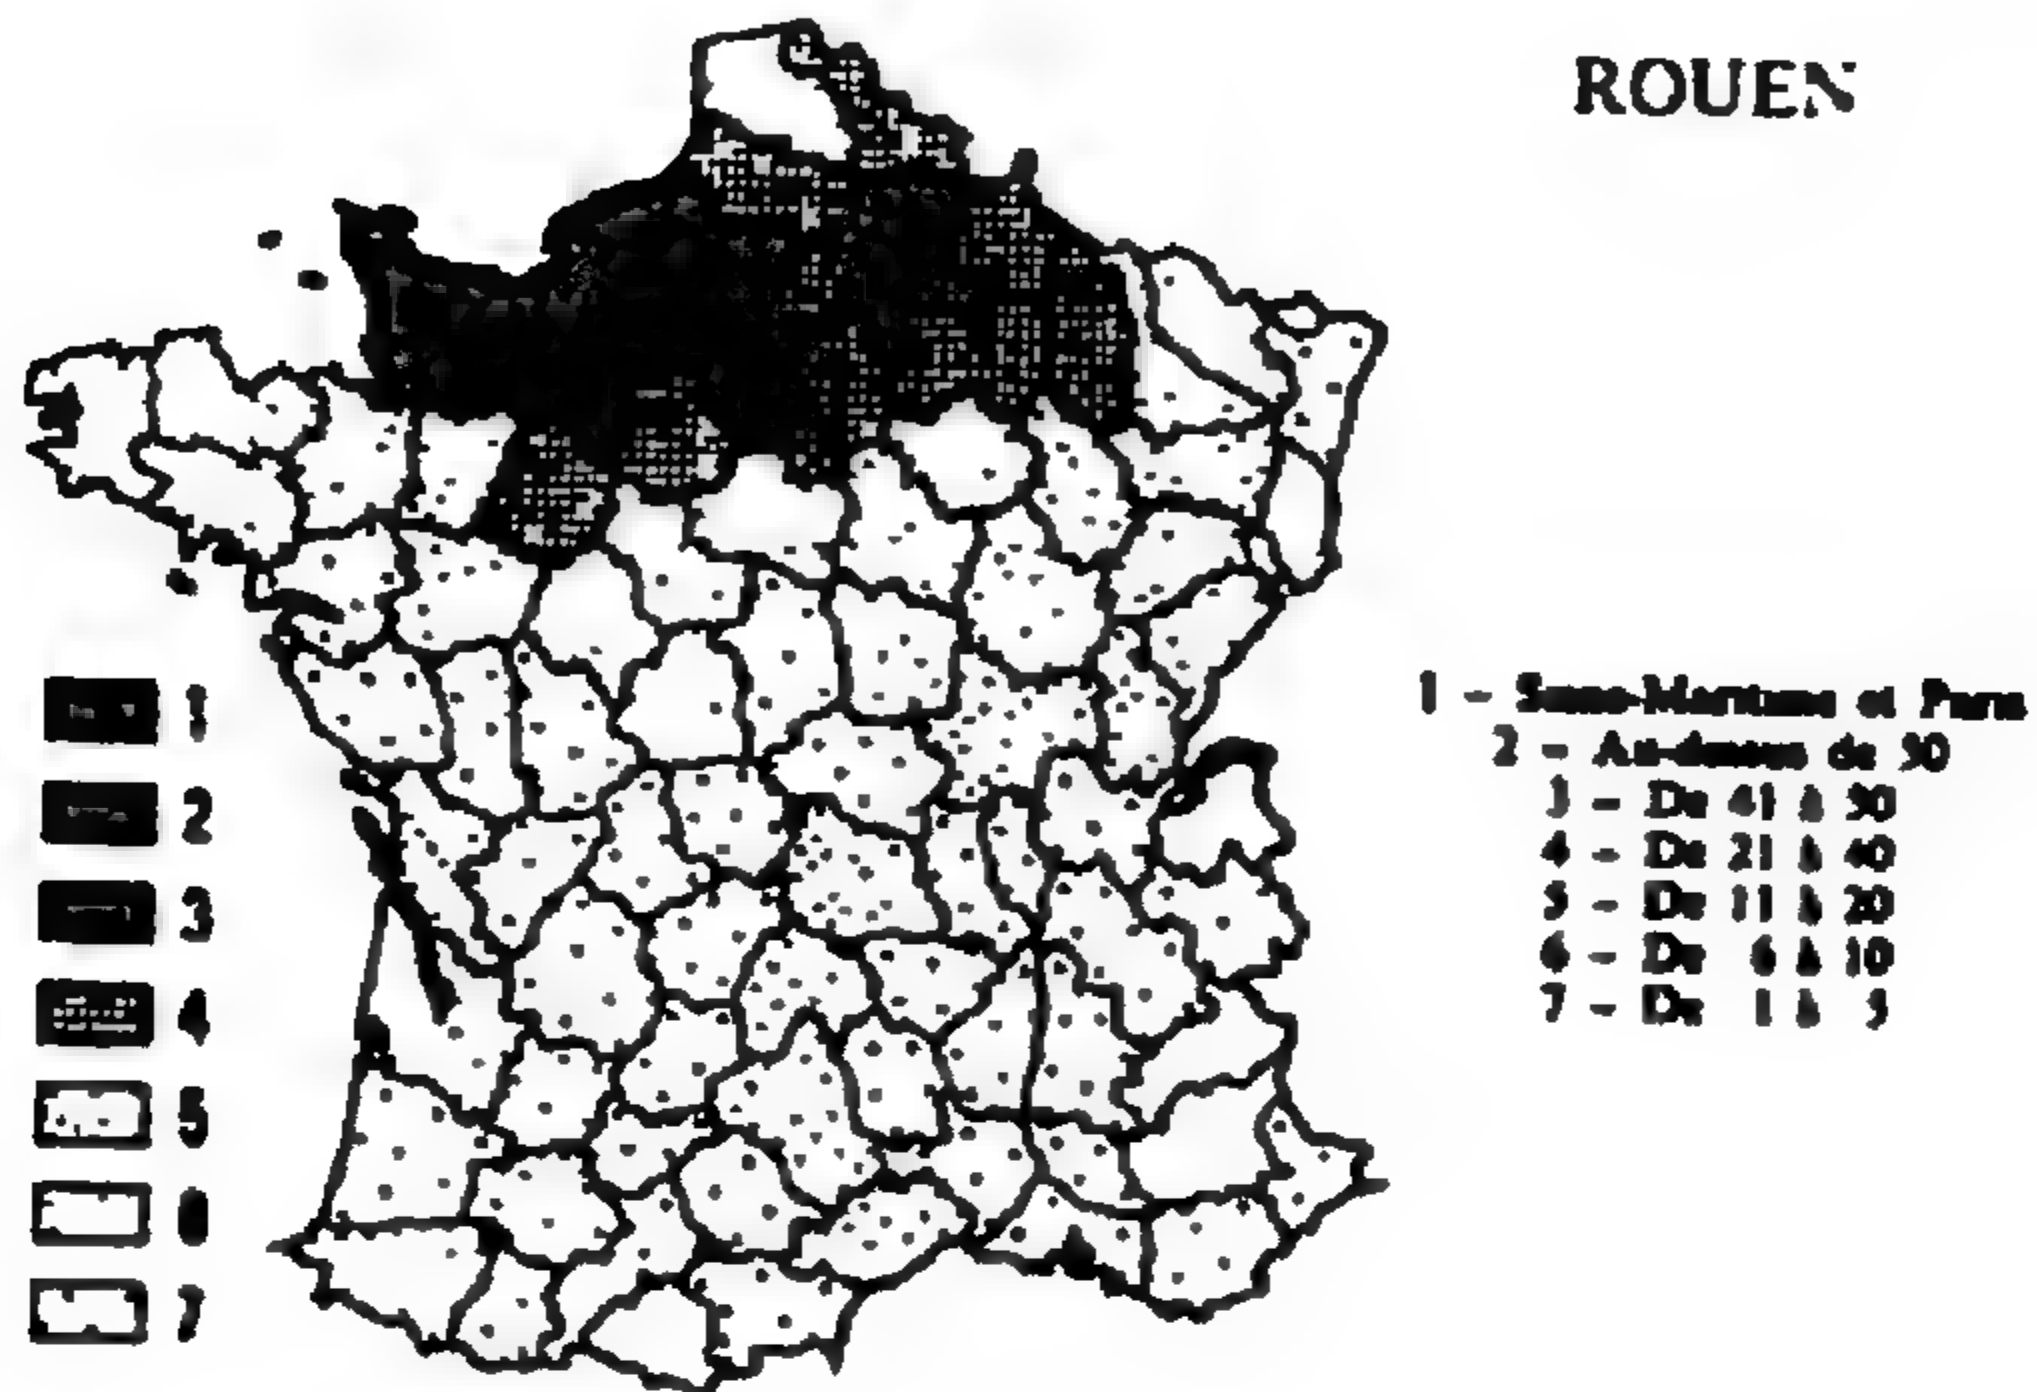 ROUEN
1
2
3
4
5
7
1 - Seine-Maritime et Paris
2 - Au-dessus de 50
3 - De 41 à 50
4 - De 21 à 40
5 - De 11 à 20
6 - De 6 à 10
7 - De 1 à 5